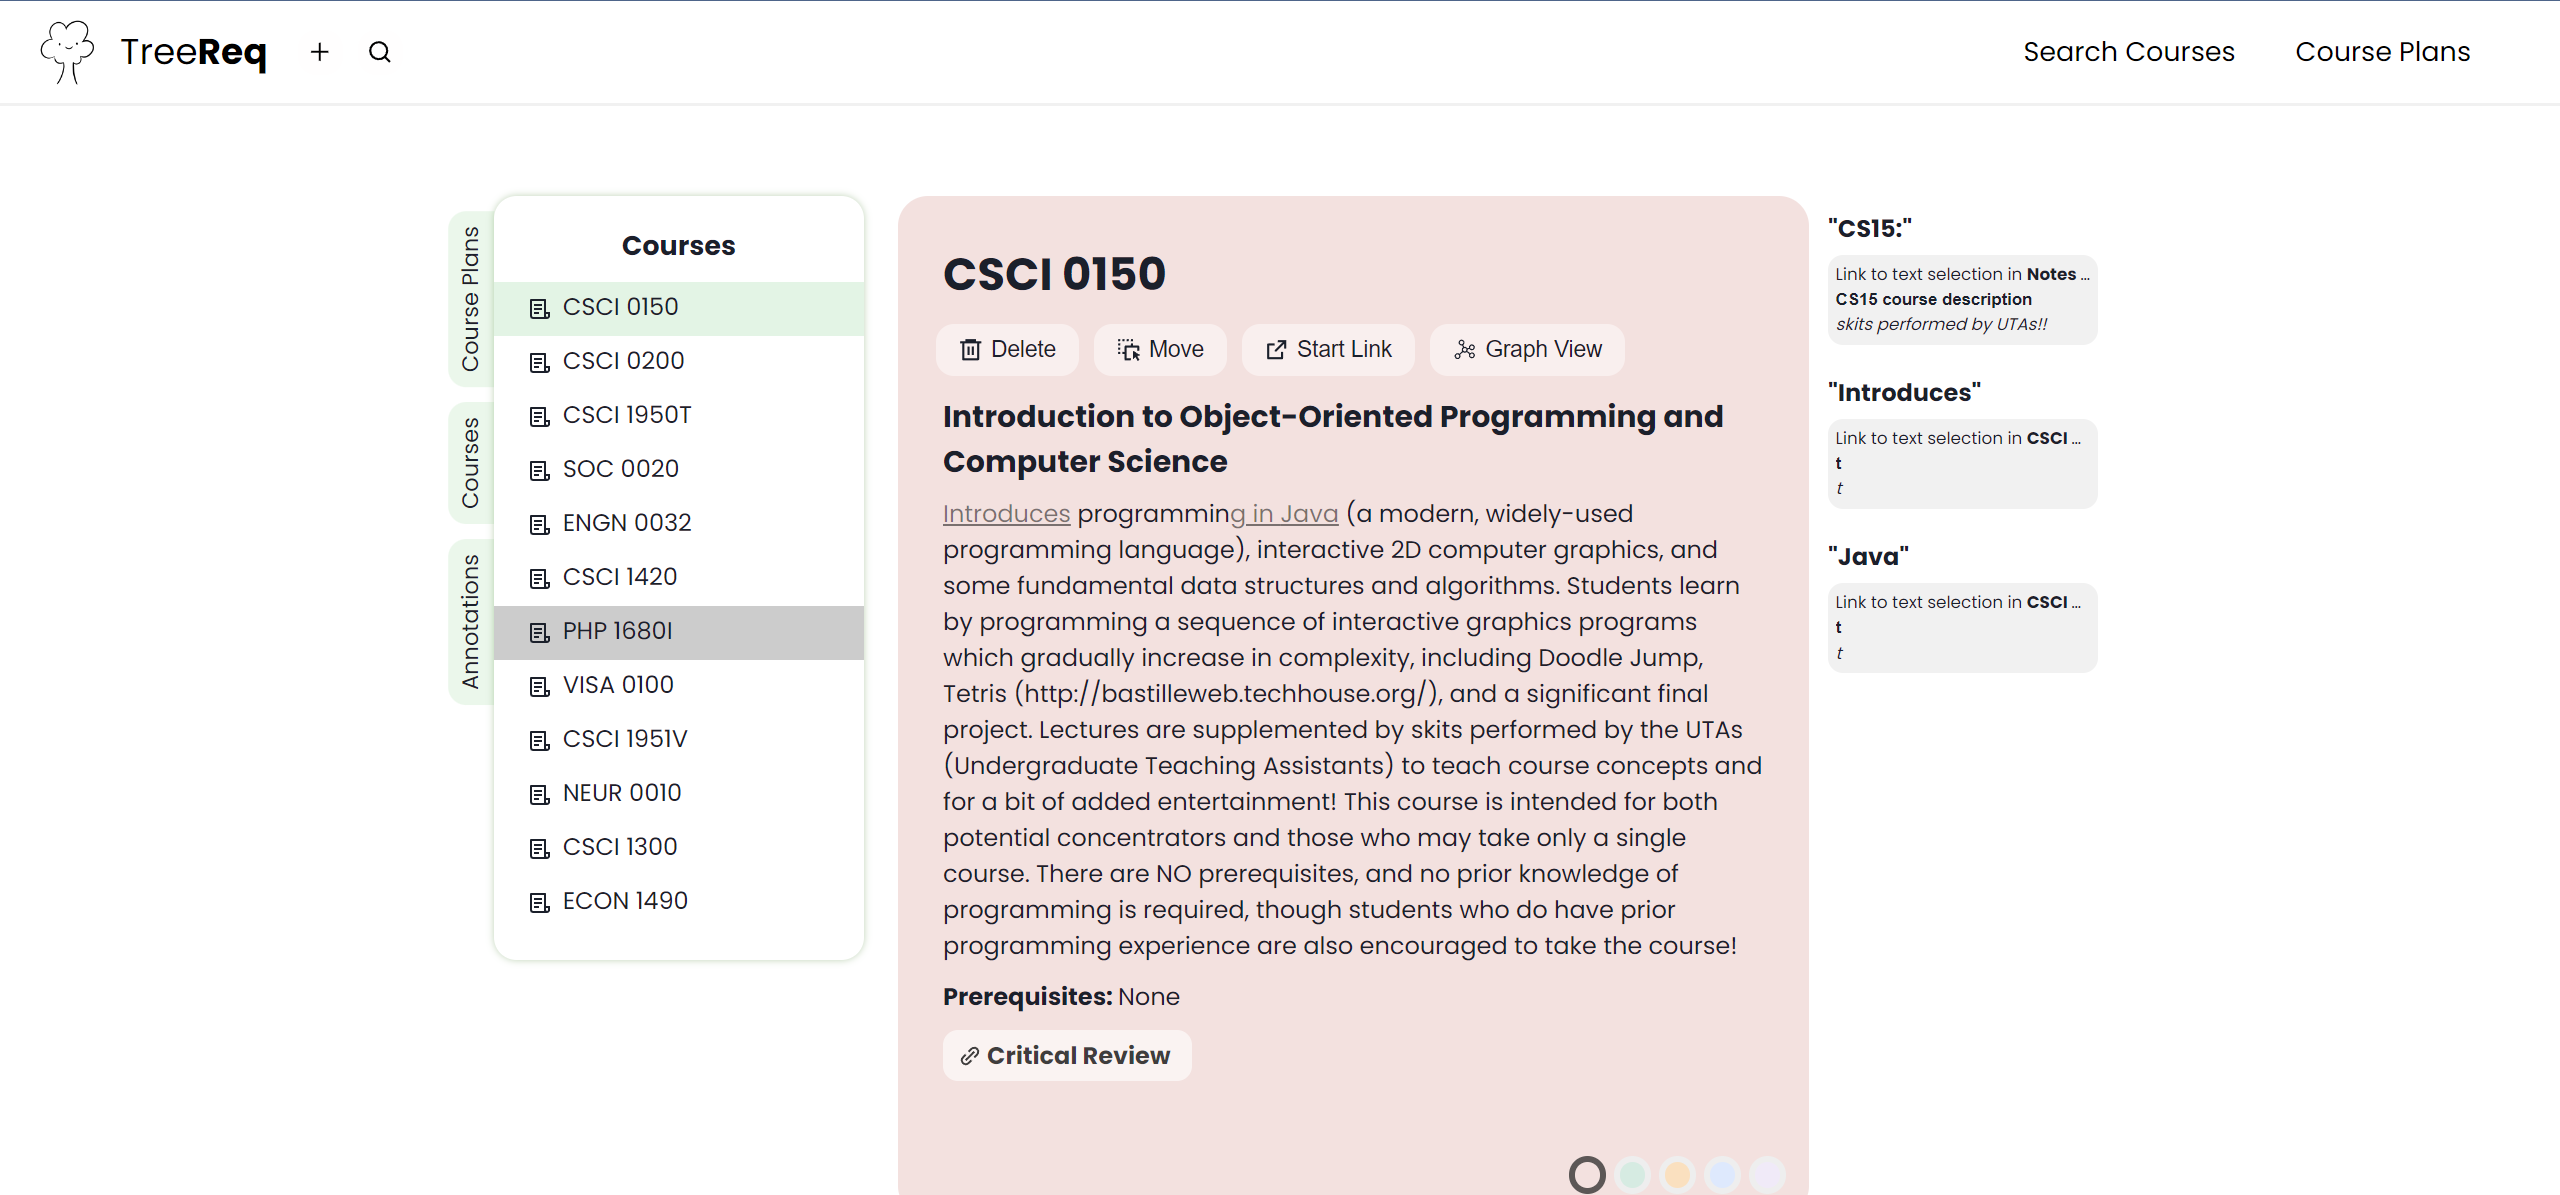 TreeReq
Search Courses
Course Plans
Course Plans
Courses
Annotations
Courses
CSCI 0150
CSCI 0200
CSCI 1950T
SOC 0020
ENGN 0032
CSCI 1420
PHP 1680I
VISA 0100
CSCI 1951V
NEUR 0010
CSCI 1300
ECON 1490
CSCI 0150
Delete
Move
Start Link
Graph View
Introduction to Object-Oriented Programming and
Computer Science
Introduces programming in Java (a modern, widely-used
programming language), interactive 2D computer graphics, and
some fundamental data structures and algorithms. Students learn
by programming a sequence of interactive graphics programs
which gradually increase in complexity, including Doodle Jump,
Tetris (http://bastilleweb.techhouse.org/), and a significant final
project. Lectures are supplemented by skits performed by the UTAs
(Undergraduate Teaching Assistants) to teach course concepts and
for a bit of added entertainment! This course is intended for both
potential concentrators and those who may take only a single
course. There are NO prerequisites, and no prior knowledge of
programming is required, though students who do have prior
programming experience are also encouraged to take the course!
Prerequisites: None
Critical Review
"CS15:"
Link to text selection in Notes ...
CS15 course description
skits performed by UTAs!!
"Introduces"
Link to text selection in CSCI ...
t
t
"Java"
Link to text selection in CSCI ...
t
t